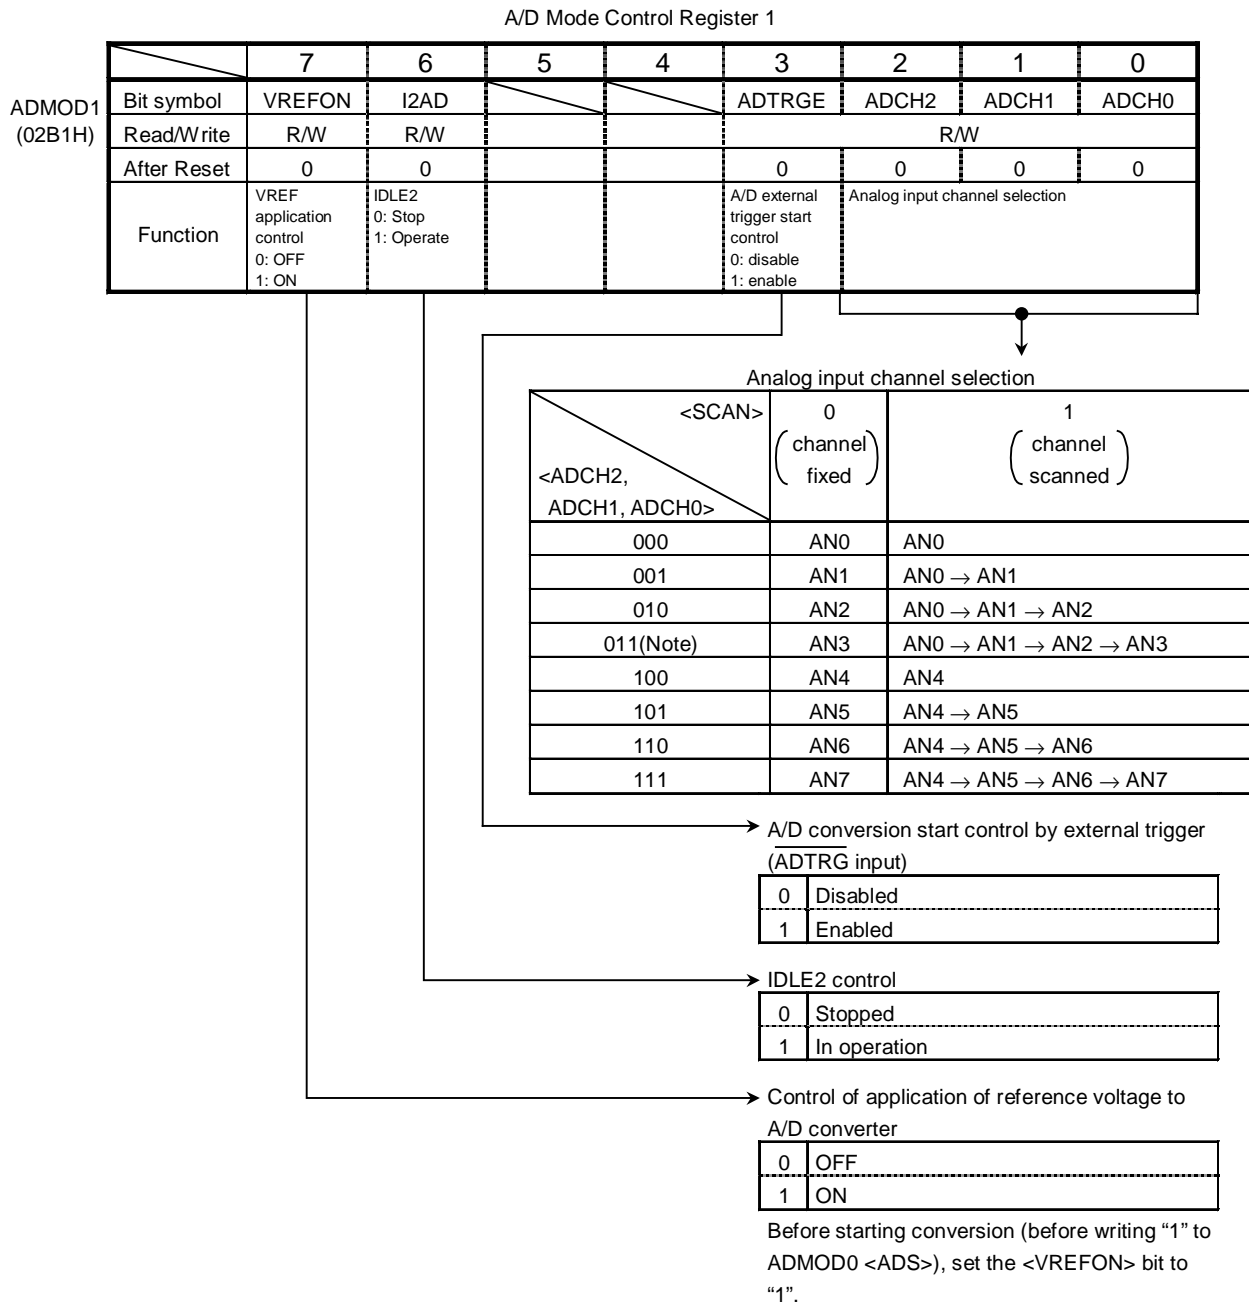 A/D Mode Control Register 1
7 6 5 4 3 2 1 0
ADMOD1
(02B1H)
Bit symbol VREFON I2AD ADTRGE ADCH2 ADCH1 ADCH0
Read/Write R/W R/W R/W
After Reset 0 0 0 0 0 0
Function
VREF
application
control
0: OFF
1: ON
IDLE2
0: Stop
1: Operate
A/D external
trigger start
control
0: disable
1: enable
Analog input channel selection
Analog input channel selection
<SCAN>
<ADCH2,
ADCH1, ADCH0>
0
channel
fixed
1
channel
scanned
000 AN0 AN0
001 AN1 AN0 → AN1
010 AN2 AN0 → AN1 → AN2
011(Note) AN3 AN0 → AN1 → AN2 → AN3
100 AN4 AN4
101 AN5 AN4 → AN5
110 AN6 AN4 → AN5 → AN6
111 AN7 AN4 → AN5 → AN6 → AN7
A/D conversion start control by external trigger
(ADTRG input)
0 Disabled
1 Enabled
IDLE2 control
0 Stopped
1 In operation
Control of application of reference voltage to
A/D converter
0 OFF
1 ON
Before starting conversion (before writing “1” to
ADMOD0 <ADS>), set the <VREFON> bit to
“1”.